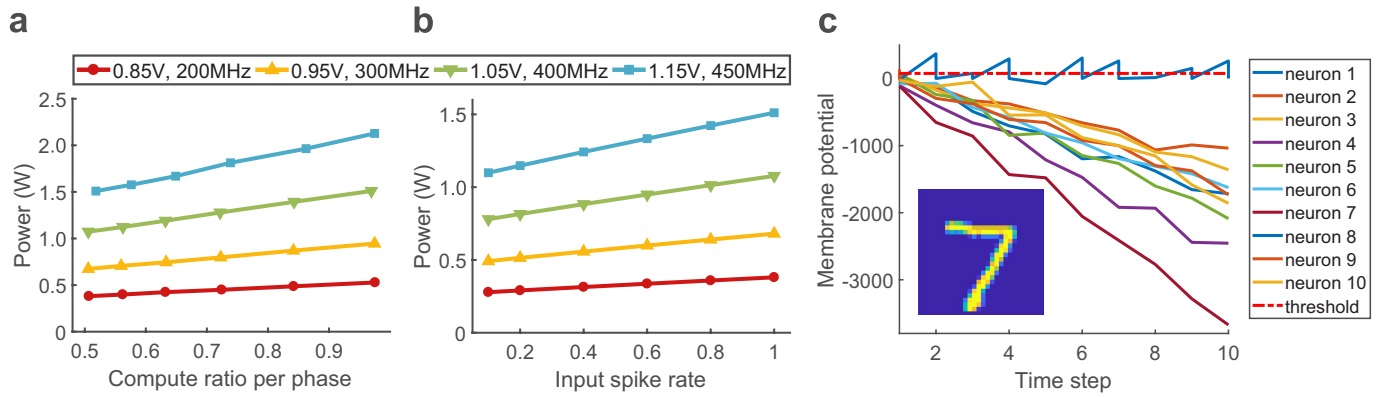 a
b
c
0.85V, 200MHz 0.95V, 300MHz 1.05V, 400MHz 1.15V, 450MHz
Power (W)
2.5
2.0
1.5
1.0
0.5
0
0.5 0.6 0.7 0.8 0.9
Compute ratio per phase
Power (W)
1.5
1.0
0.5
0
0.2 0.4 0.6 0.8 1
Input spike rate
Membrane potential
0
-1000
-2000
-3000
2 4 6 8 10
Time step
neuron 1
neuron 2
neuron 3
neuron 4
neuron 5
neuron 6
neuron 7
neuron 8
neuron 9
neuron 10
threshold